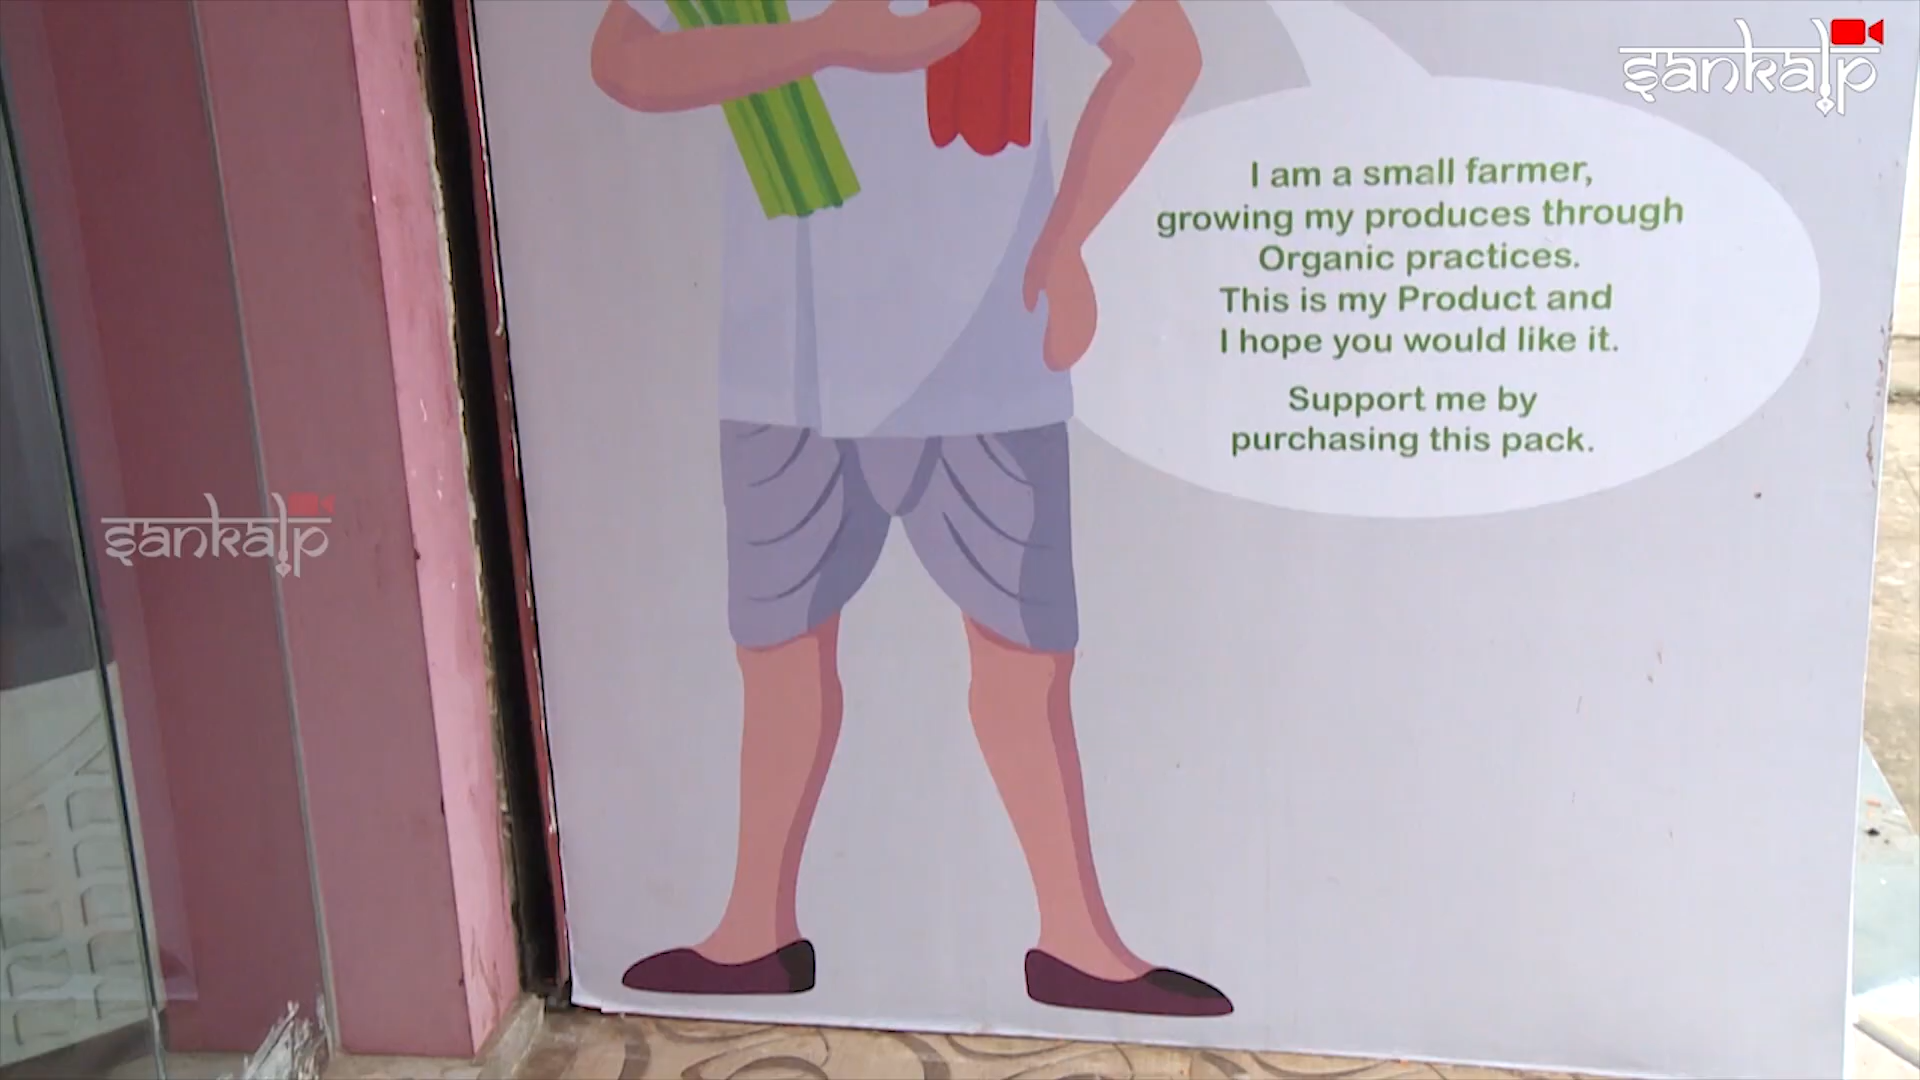 sankalp
I am a small farmer,
growing my produces through
Organic practices.
This is my Product and
I hope you would like it.
Support me by
purchasing this pack.
sankalp